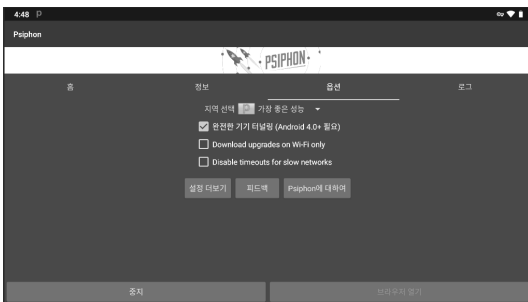 4:48 P
Psiphon
PSIPHON
홈 정보 옵션 로그
지역 선택 P 가장 좋은 성능
완전한 기기 터널링 (Android 4.0+ 필요)
Download upgrades on Wi-Fi only
Disable timeouts for slow networks
설정 더보기 피드백 Psiphon에 대하여
중지 브라우저 열기